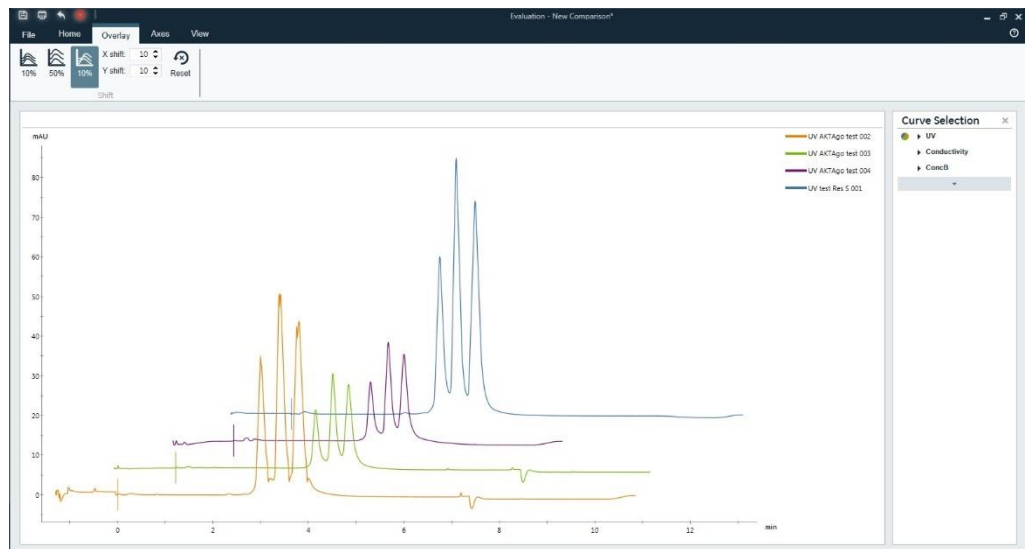 Evaluation - New Comparison*
File Home Overlay Axes View
X shift: 10
Y shift: 10
10% 50% 10% Reset
Shift
mAU
80
70
60
50
40
30
20
10
0
0 2 4 6 8 10 12
min
UV AKTAgo test 002
UV AKTAgo test 003
UV AKTAgo test 004
UV test Res S 001
Curve Selection
UV
Conductivity
ConcB